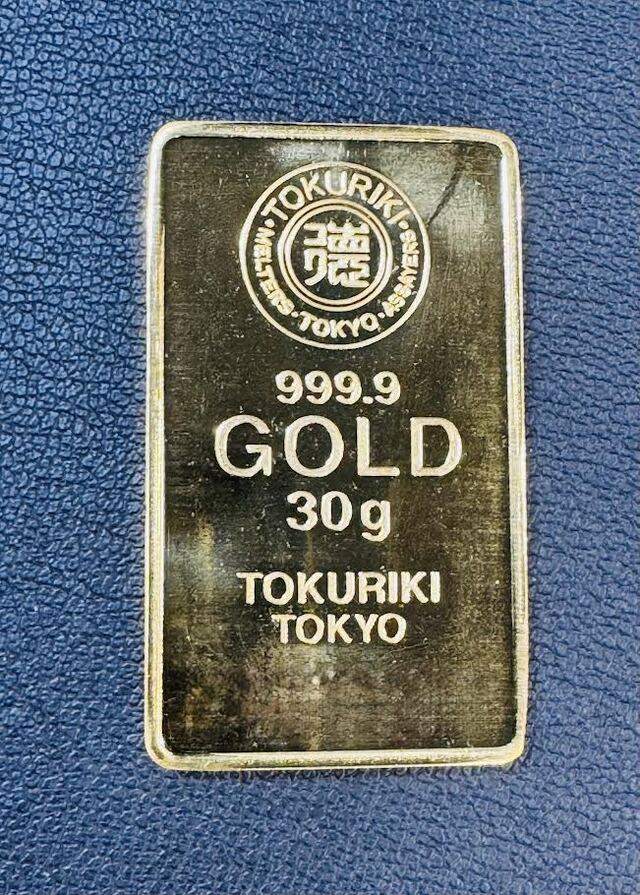 TOKURIKI
MELTERS · TOKYO · ASSAYERS
徳
999.9
GOLD
30g
TOKURIKI
TOKYO